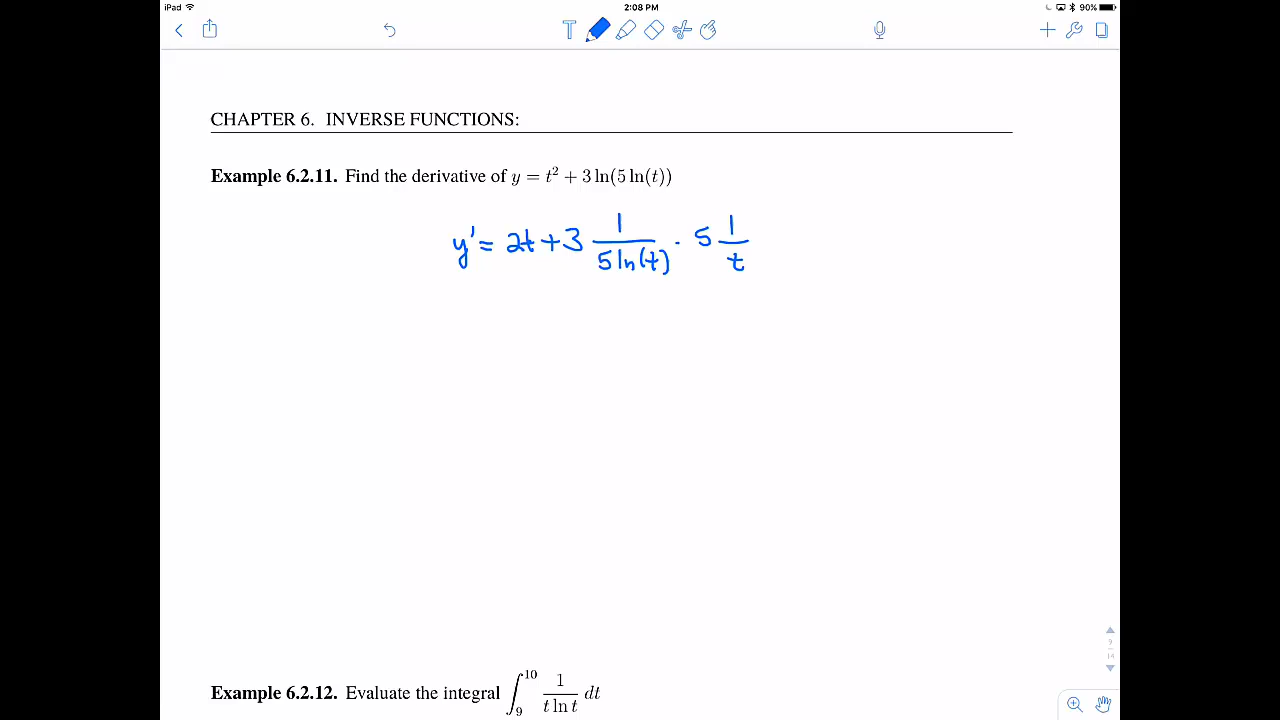 iPad 2:08 PM 90%
T
CHAPTER 6. INVERSE FUNCTIONS:
Example 6.2.11. Find the derivative of y = t² + 3 ln(5 ln(t))
y' = 2t + 3 1/(5 ln(t)) · 5 1/t
Example 6.2.12. Evaluate the integral ∫₉¹⁰ 1/(t ln t) dt
9
14